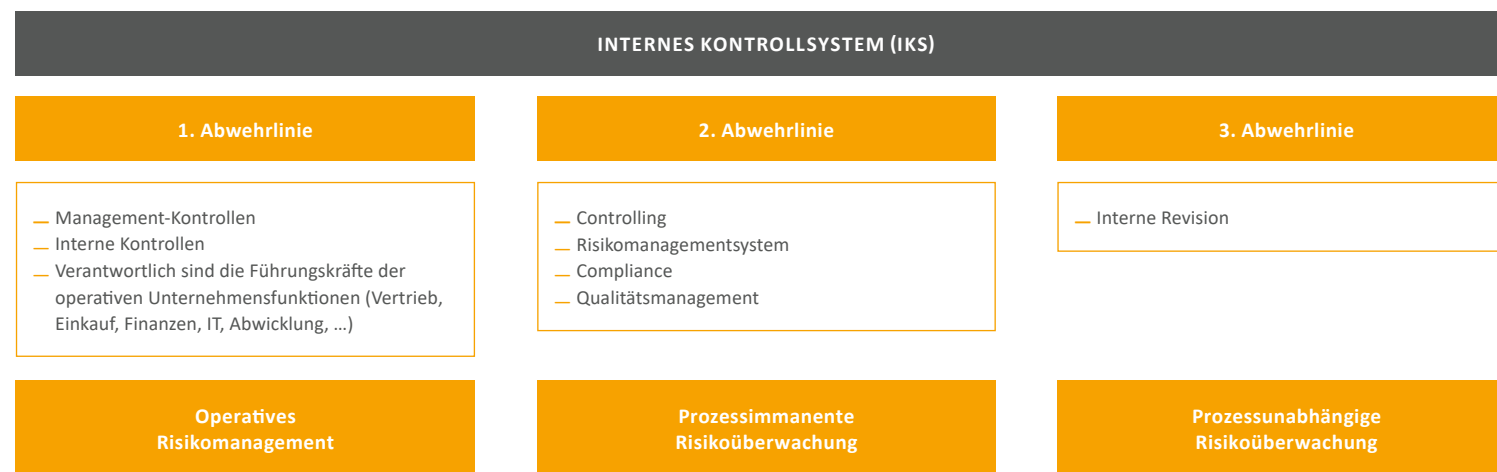 INTERNES KONTROLLSYSTEM (IKS)
1. Abwehrlinie
— Management-Kontrollen
— Interne Kontrollen
— Verantwortlich sind die Führungskräfte der
operativen Unternehmensfunktionen (Vertrieb,
Einkauf, Finanzen, IT, Abwicklung, …)
Operatives
Risikomanagement
2. Abwehrlinie
— Controlling
— Risikomanagementsystem
— Compliance
— Qualitätsmanagement
Prozessimmanente
Risikoüberwachung
3. Abwehrlinie
— Interne Revision
Prozessunabhängige
Risikoüberwachung